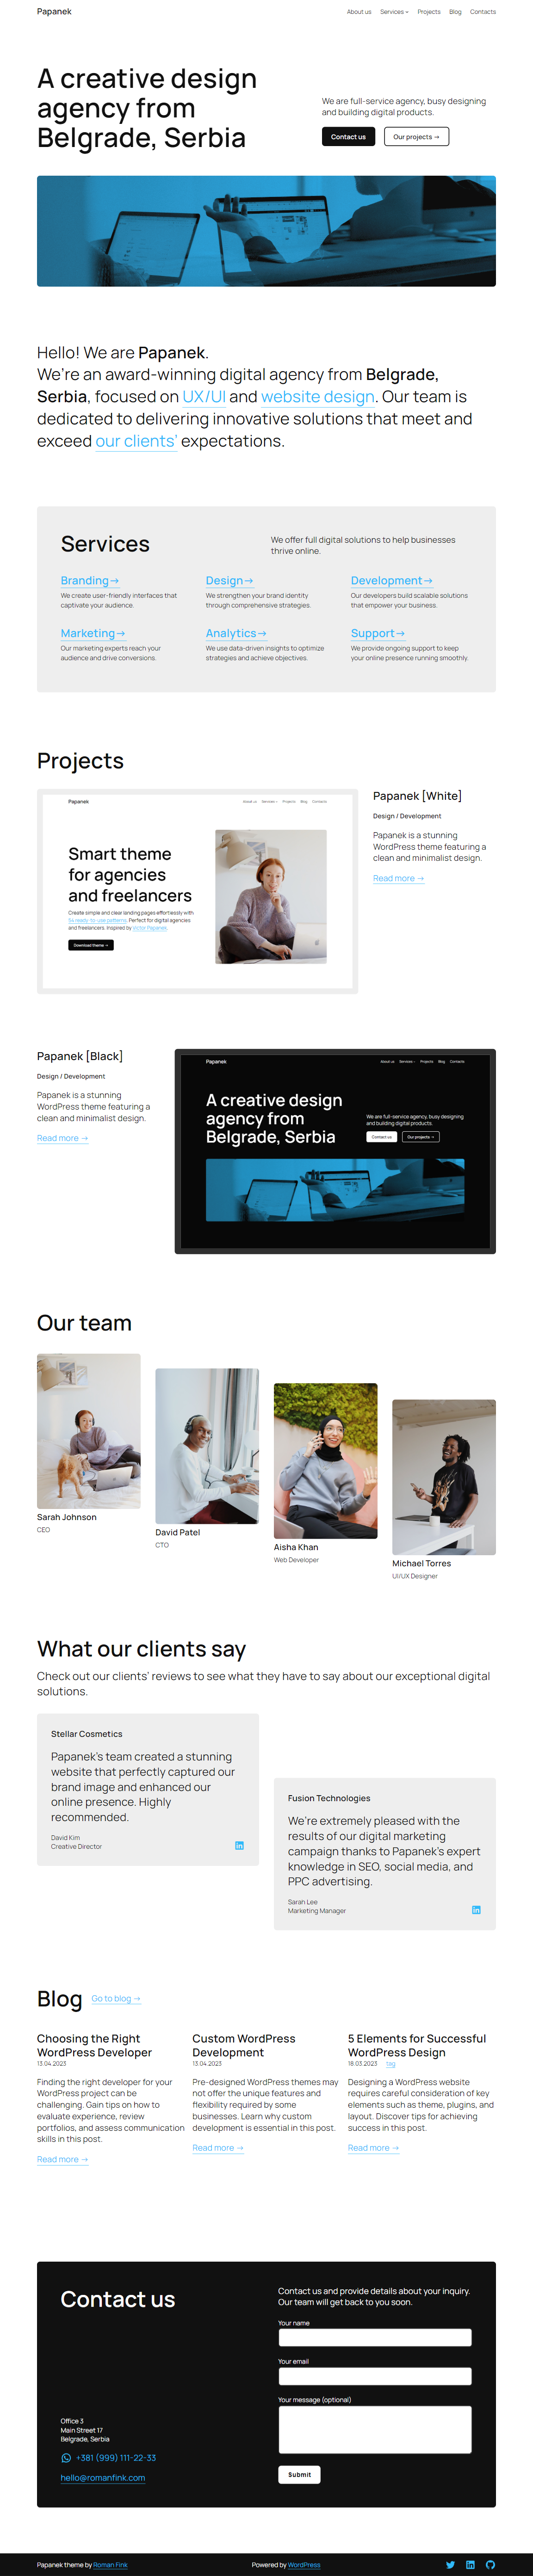 Papanek
About us Services Projects Blog Contacts
A creative design
agency from
Belgrade, Serbia
We are full-service agency, busy designing
and building digital products.
Contact us
Our projects →
Hello! We are Papanek.
We're an award-winning digital agency from Belgrade,
Serbia, focused on UX/UI and website design. Our team is
dedicated to delivering innovative solutions that meet and
exceed our clients' expectations.
Services
We offer full digital solutions to help businesses
thrive online.
Branding→
We create user-friendly interfaces that
captivate your audience.
Design→
We strengthen your brand identity
through comprehensive strategies.
Development→
Our developers build scalable solutions
that empower your business.
Marketing→
Our marketing experts reach your
audience and drive conversions.
Analytics→
We use data-driven insights to optimize
strategies and achieve objectives.
Support→
We provide ongoing support to keep
your online presence running smoothly.
Projects
Papanek
About us Services Projects Blog Contacts
Smart theme
for agencies
and freelancers
Create simple and clear landing pages effortlessly with
54 ready-to-use patterns. Perfect for digital agencies
and freelancers. Inspired by Victor Papanek.
Download theme →
Papanek [White]
Design / Development
Papanek is a stunning
WordPress theme featuring a
clean and minimalist design.
Read more →
Papanek [Black]
Design / Development
Papanek is a stunning
WordPress theme featuring a
clean and minimalist design.
Read more →
Papanek
About us Services Projects Blog Contacts
A creative design
agency from
Belgrade, Serbia
We are full-service agency, busy designing
and building digital products.
Contact us
Our projects →
Our team
Sarah Johnson
CEO
David Patel
CTO
Aisha Khan
Web Developer
Michael Torres
UI/UX Designer
What our clients say
Check out our clients' reviews to see what they have to say about our exceptional digital
solutions.
Stellar Cosmetics
Papanek's team created a stunning
website that perfectly captured our
brand image and enhanced our
online presence. Highly
recommended.
David Kim
Creative Director
Fusion Technologies
We're extremely pleased with the
results of our digital marketing
campaign thanks to Papanek's expert
knowledge in SEO, social media, and
PPC advertising.
Sarah Lee
Marketing Manager
Blog
Go to blog →
Choosing the Right
WordPress Developer
13.04.2023
Finding the right developer for your
WordPress project can be
challenging. Gain tips on how to
evaluate experience, review
portfolios, and assess communication
skills in this post.
Read more →
Custom WordPress
Development
13.04.2023
Pre-designed WordPress themes may
not offer the unique features and
flexibility required by some
businesses. Learn why custom
development is essential in this post.
Read more →
5 Elements for Successful
WordPress Design
18.03.2023 tag
Designing a WordPress website
requires careful consideration of key
elements such as theme, plugins, and
layout. Discover tips for achieving
success in this post.
Read more →
Contact us
Office 3
Main Street 17
Belgrade, Serbia
+381 (999) 111-22-33
hello@romanfink.com
Contact us and provide details about your inquiry.
Our team will get back to you soon.
Your name
Your email
Your message (optional)
Submit
Papanek theme by Roman Fink
Powered by WordPress